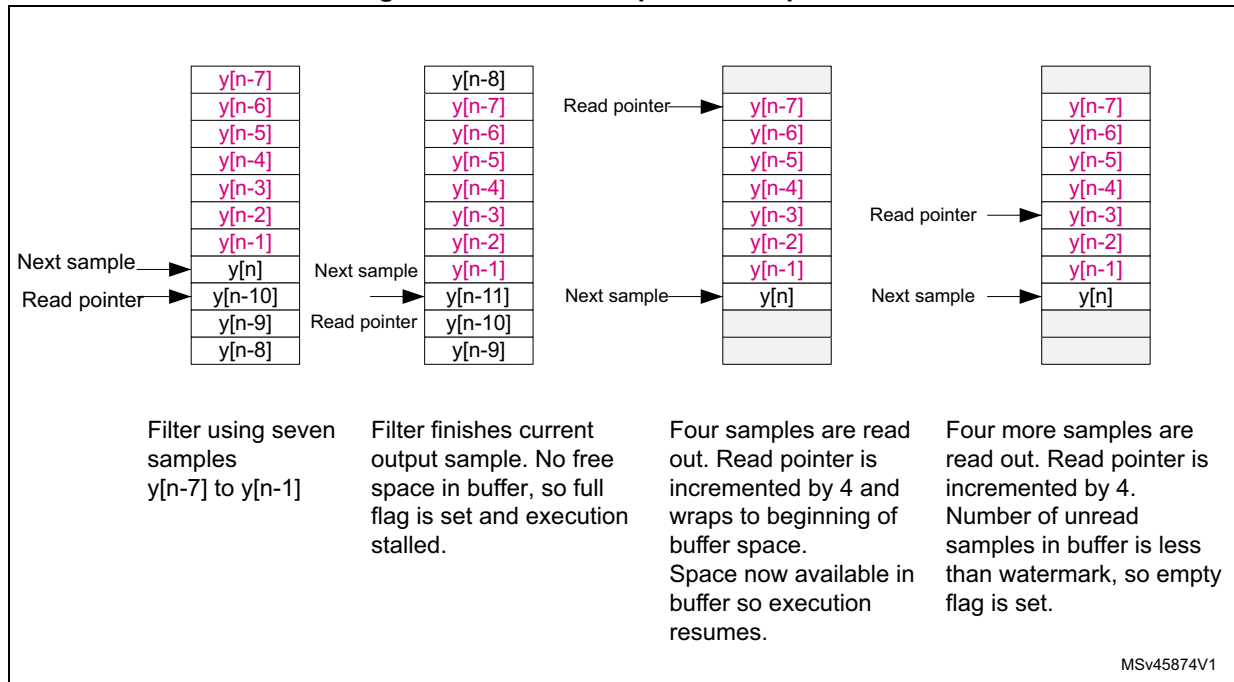 y[n-7]
y[n-6]
y[n-5]
y[n-4]
y[n-3]
y[n-2]
y[n-1]
Next sample
y[n]
Read pointer
y[n-10]
y[n-9]
y[n-8]
Filter using seven
samples
y[n-7] to y[n-1]
y[n-8]
y[n-7]
y[n-6]
y[n-5]
y[n-4]
y[n-3]
y[n-2]
Next sample
y[n-1]
y[n-11]
Read pointer
y[n-10]
y[n-9]
Filter finishes current
output sample. No free
space in buffer, so full
flag is set and execution
stalled.
Read pointer
y[n-7]
y[n-6]
y[n-5]
y[n-4]
y[n-3]
y[n-2]
y[n-1]
Next sample
y[n]
Four samples are read
out. Read pointer is
incremented by 4 and
wraps to beginning of
buffer space.
Space now available in
buffer so execution
resumes.
y[n-7]
y[n-6]
y[n-5]
y[n-4]
Read pointer
y[n-3]
y[n-2]
y[n-1]
Next sample
y[n]
Four more samples are
read out. Read pointer is
incremented by 4.
Number of unread
samples in buffer is less
than watermark, so empty
flag is set.
MSv45874V1